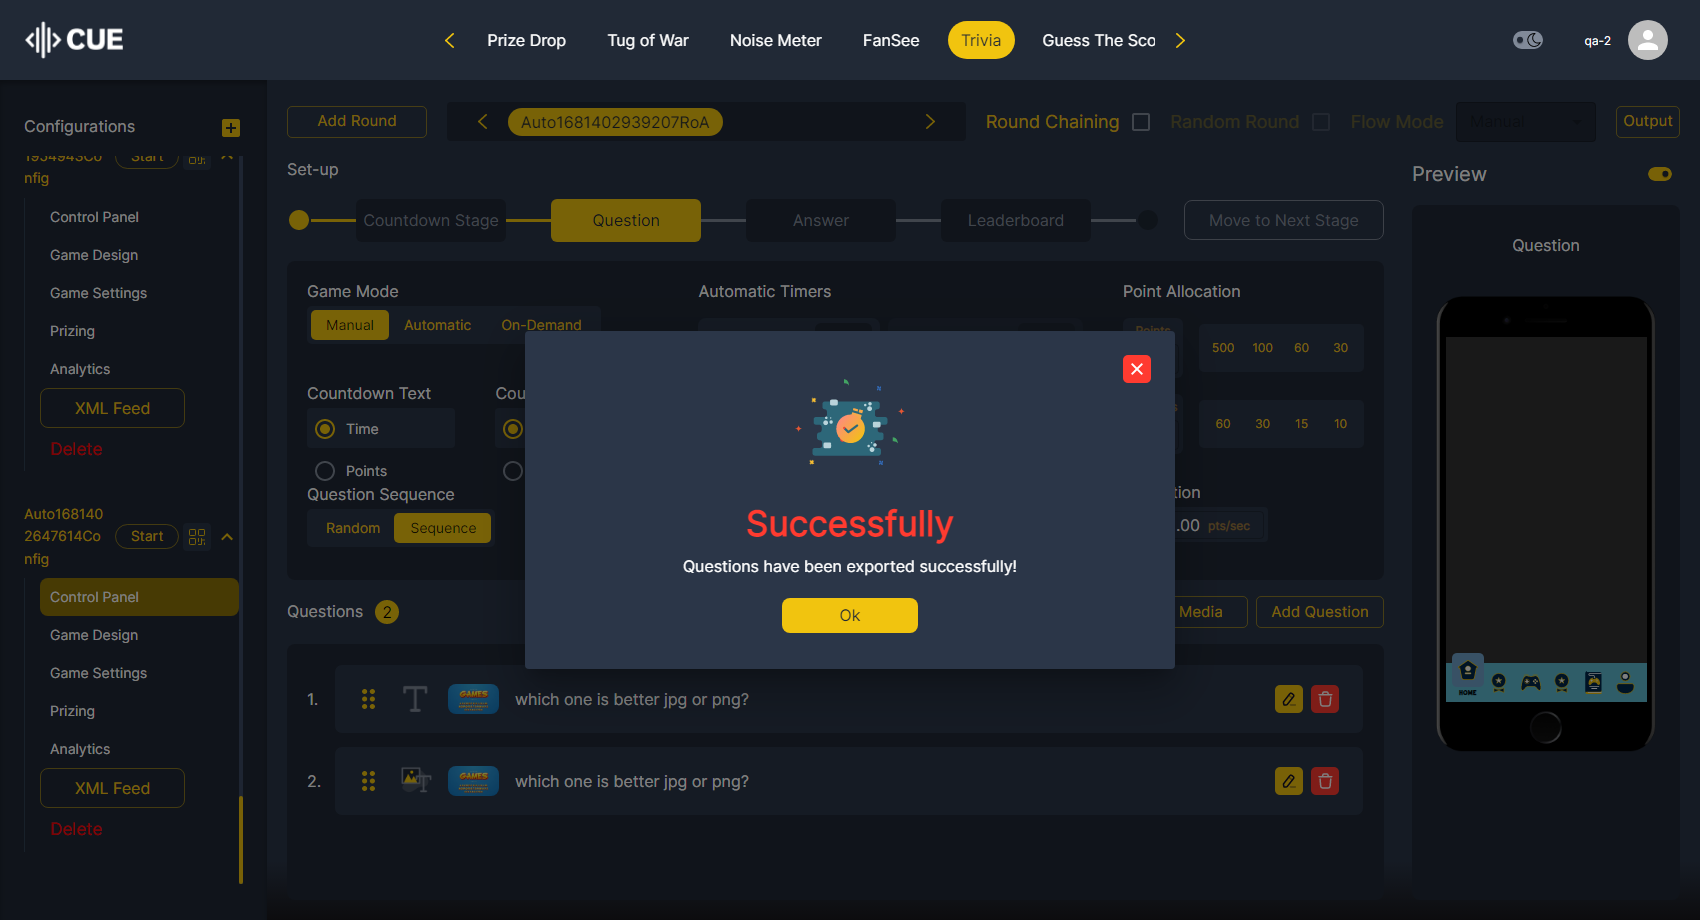 CUE
Prize Drop
Tug of War
Noise Meter
FanSee
Trivia
Guess The Sco
qa-2
Configurations
Start
nfig
Control Panel
Game Design
Game Settings
Prizing
Analytics
XML Feed
Delete
Auto168140
2647614Co
nfig
Start
Control Panel
Game Design
Game Settings
Prizing
Analytics
XML Feed
Delete
Add Round
Auto1681402939207RoA
Round Chaining
Random Round
Flow Mode
Manual
Output
Set-up
Countdown Stage
Question
Answer
Leaderboard
Move to Next Stage
Game Mode
Manual
Automatic
On-Demand
Automatic Timers
Point Allocation
Points
500 100 60 30
60 30 15 10
Countdown Text
Time
Points
Cou
Question Sequence
Random
Sequence
tion
.00 pts/sec
Successfully
Questions have been exported successfully!
Ok
Questions 2
Media
Add Question
1. T GAMES which one is better jpg or png?
2. T GAMES which one is better jpg or png?
Preview
Question
HOME